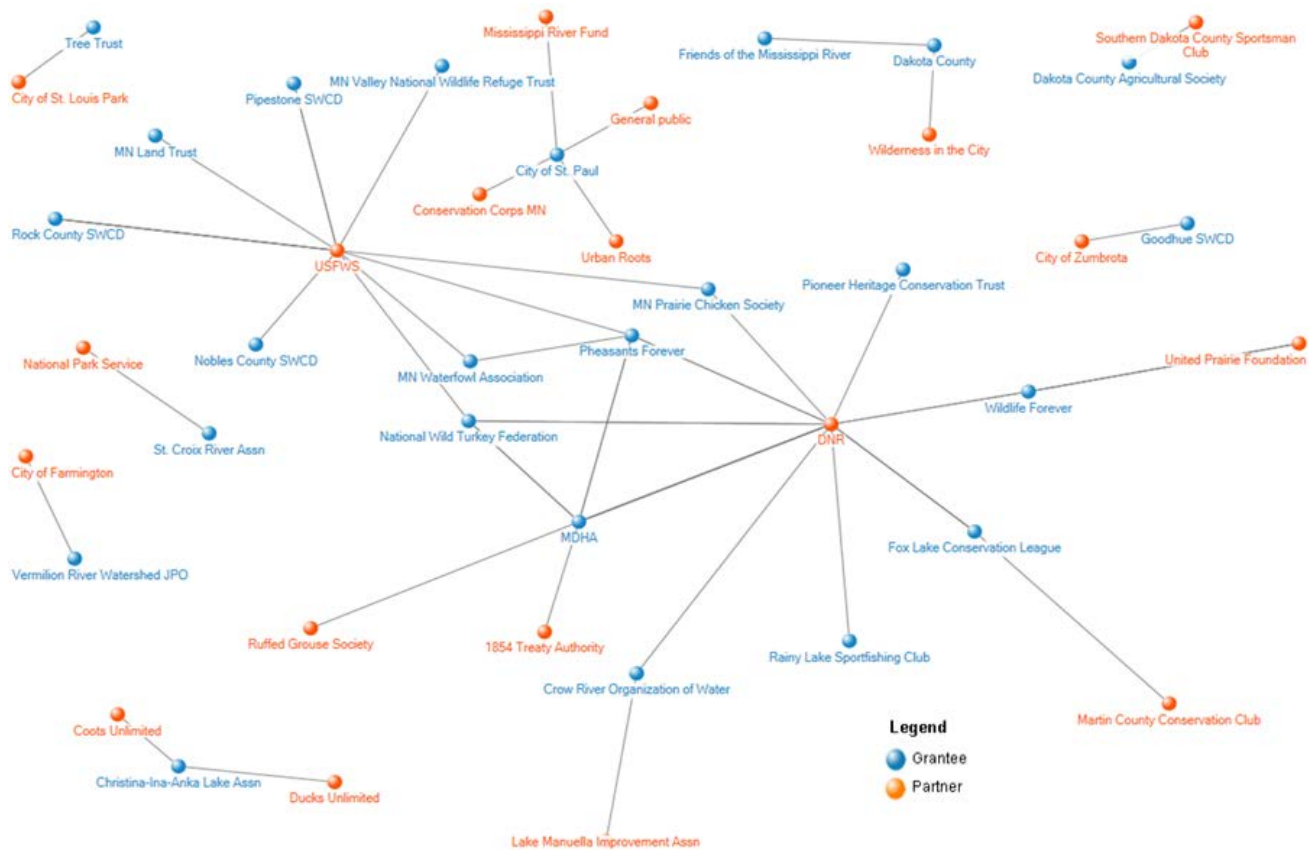 Mississippi River Fund
Southern Dakota County Sportsman
Club
Tree Trust
Friends of the Mississippi River
Dakota County
Dakota County Agricultural Society
MN Valley National Wildlife Refuge Trust
City of St. Louis Park
Pipestone SWCD
General public
MN Land Trust
Wilderness in the City
City of St. Paul
Conservation Corps MN
Rock County SWCD
Goodhue SWCD
Urban Roots
City of Zumbrota
USFWS
Pioneer Heritage Conservation Trust
MN Prairie Chicken Society
Pheasants Forever
National Park Service
Nobles County SWCD
United Prairie Foundation
MN Waterfowl Association
Wildlife Forever
National Wild Turkey Federation
DNR
St. Croix River Assn
City of Farmington
MDHA
Fox Lake Conservation League
Vermilion River Watershed JPO
Ruffed Grouse Society
1854 Treaty Authority
Rainy Lake Sportfishing Club
Crow River Organization of Water
Martin County Conservation Club
Coots Unlimited
Legend
Grantee
Christina-Ina-Anka Lake Assn
Partner
Ducks Unlimited
Lake Manuella Improvement Assn